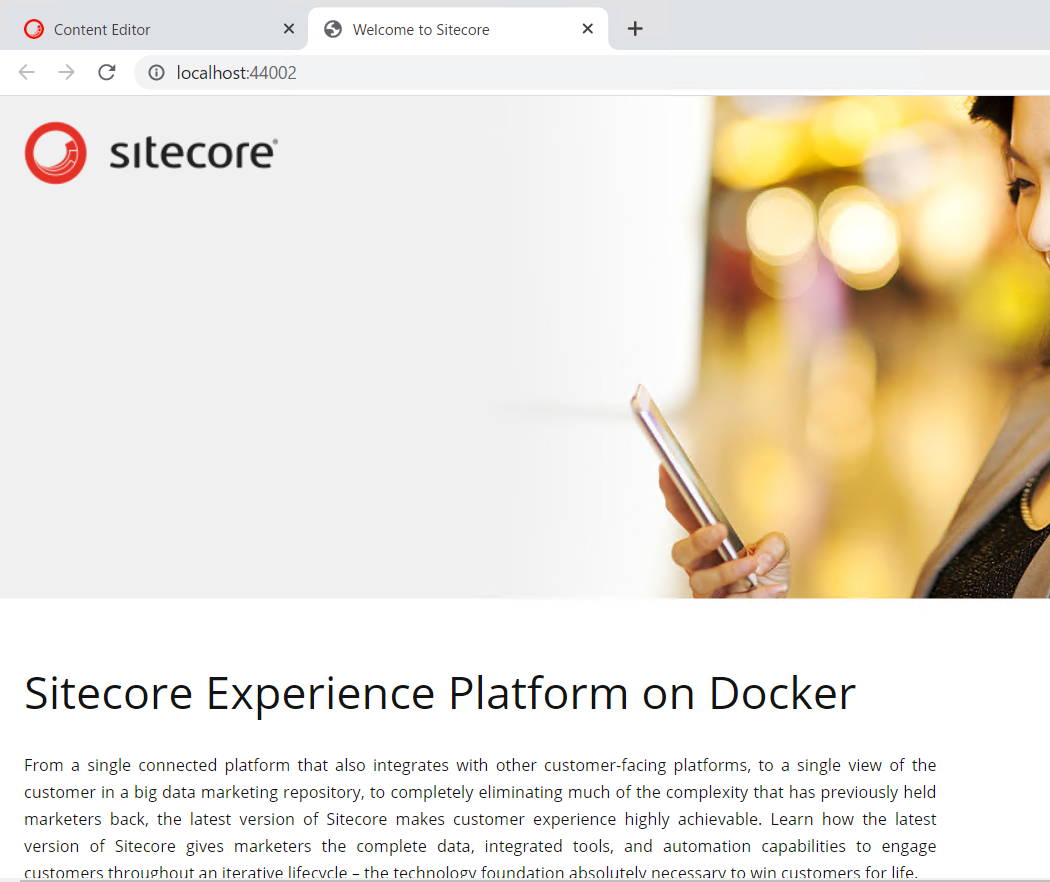 Content Editor
Welcome to Sitecore
localhost:44002
sitecore®
Sitecore Experience Platform on Docker
From a single connected platform that also integrates with other customer-facing platforms, to a single view of the
customer in a big data marketing repository, to completely eliminating much of the complexity that has previously held
marketers back, the latest version of Sitecore makes customer experience highly achievable. Learn how the latest
version of Sitecore gives marketers the complete data, integrated tools, and automation capabilities to engage
customers throughout an iterative lifecycle – the technology foundation absolutely necessary to win customers for life.